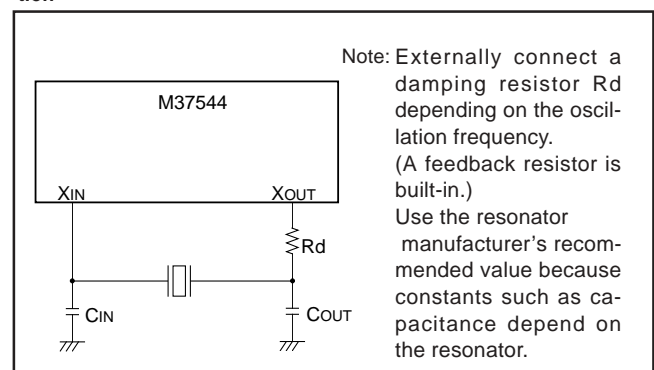 Note: Externally connect a
damping resistor Rd
depending on the oscil-
lation frequency.
(A feedback resistor is
built-in.)
Use the resonator
manufacturer's recom-
mended value because
constants such as ca-
pacitance depend on
the resonator.
M37544
XIN XOUT
Rd
CIN COUT